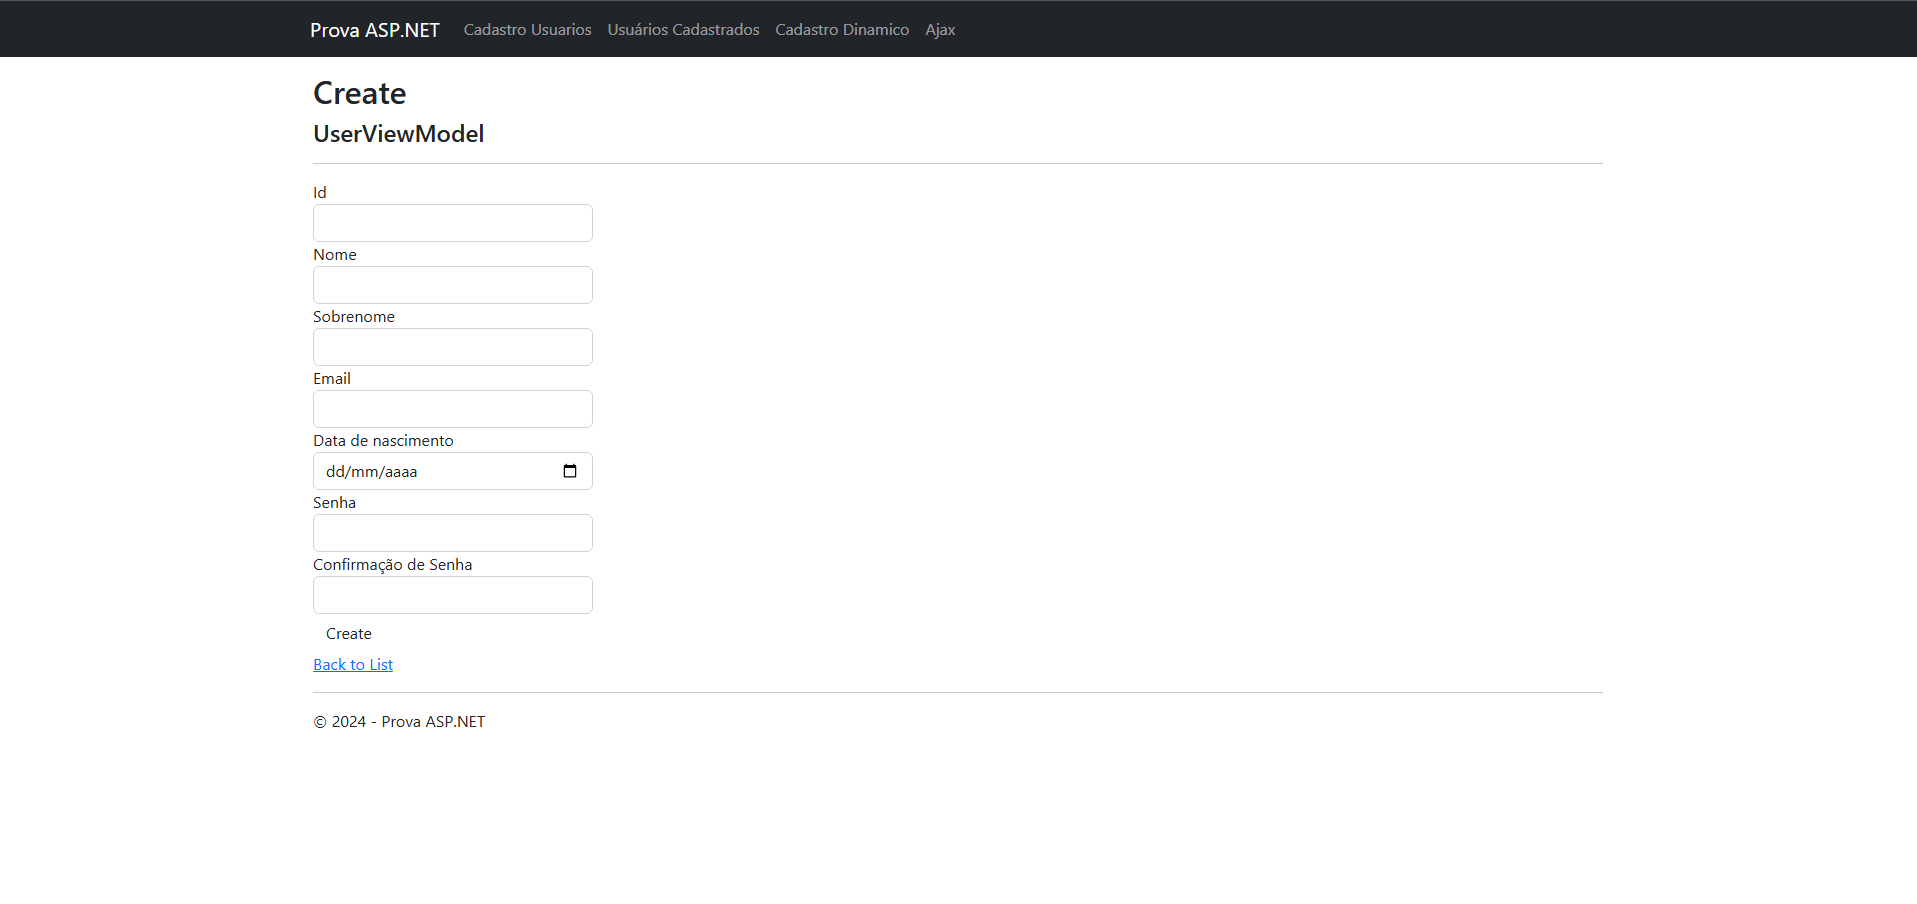 Prova ASP.NET Cadastro Usuarios Usuários Cadastrados Cadastro Dinamico Ajax
Create
UserViewModel
Id
Nome
Sobrenome
Email
Data de nascimento
dd/mm/aaaa
Senha
Confirmação de Senha
Create
Back to List
© 2024 - Prova ASP.NET